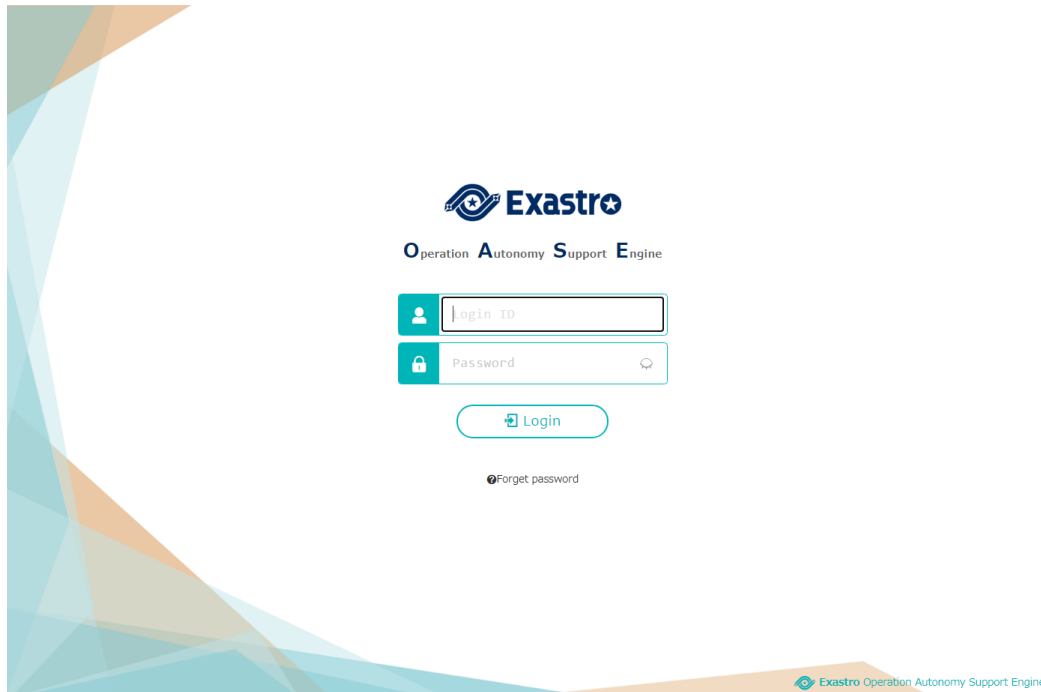 Exastro
Operation Autonomy Support Engine
Login ID
Password
Login
Forget password
Exastro Operation Autonomy Support Engine